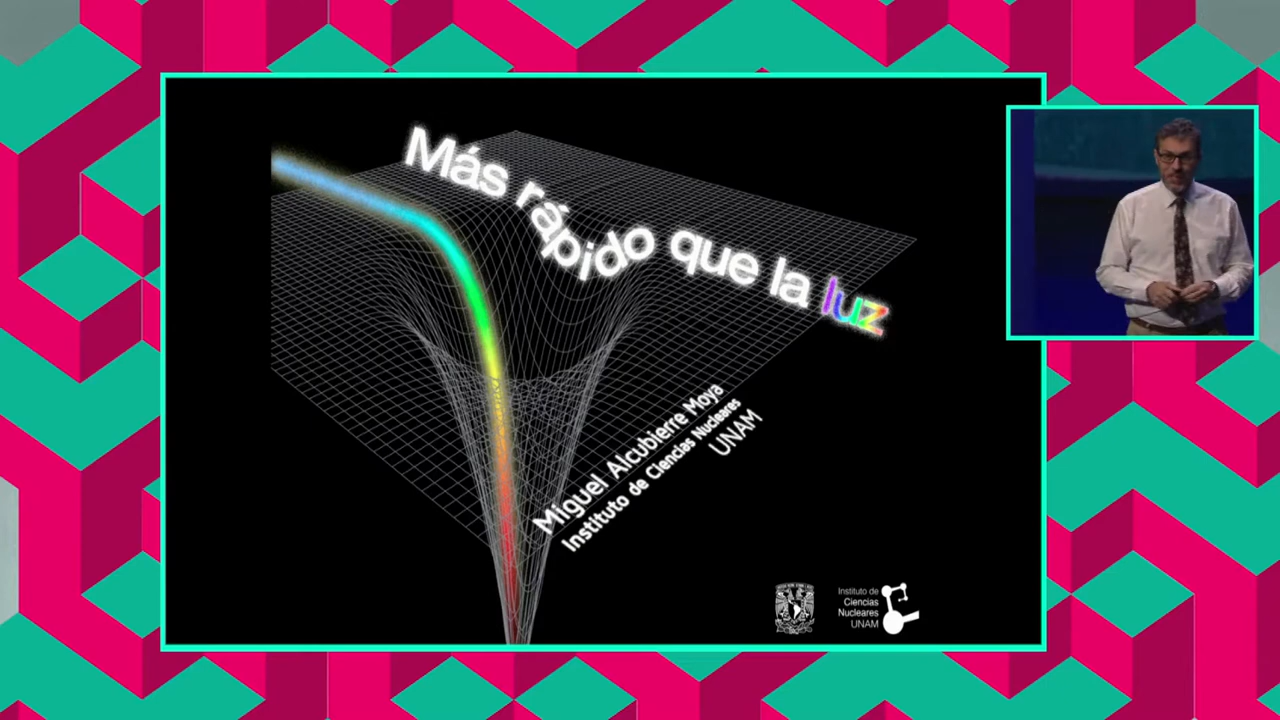 Más rápido que la luz
Miguel Alcubierre Moya
Instituto de Ciencias Nucleares
UNAM
Instituto de
Ciencias
Nucleares
UNAM